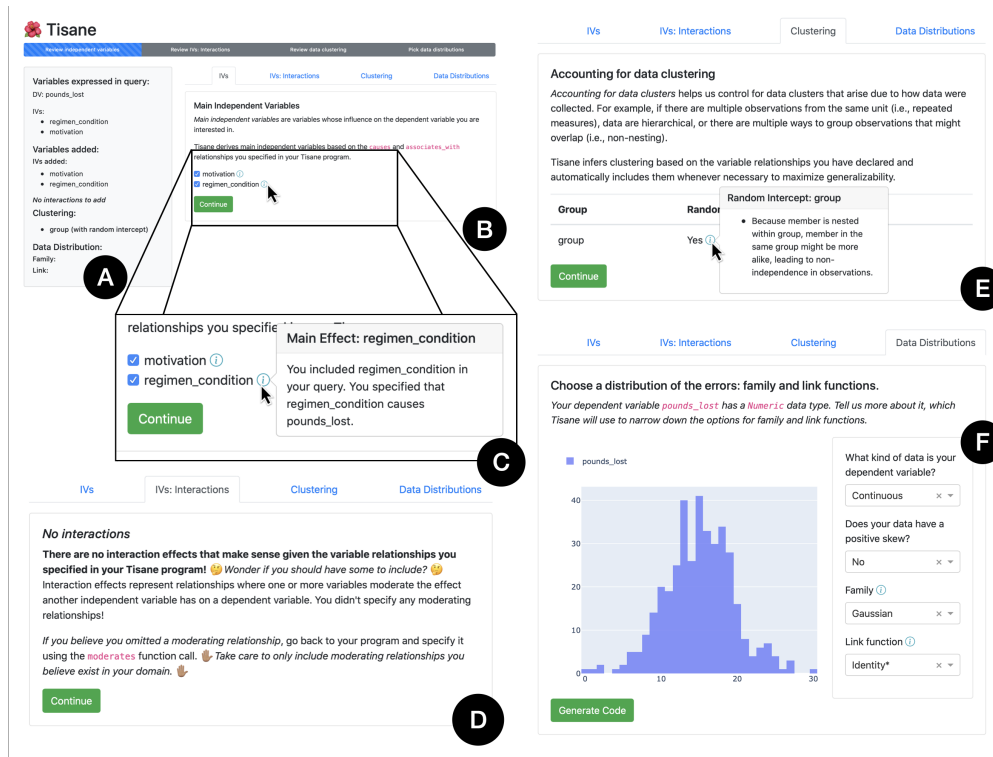 Tisane
Review independent variables
Review IVs: Interactions
Review data clustering
Pick data distributions
Variables expressed in query:
DV: pounds_lost
IVs:
• regimen_condition
• motivation
Variables added:
IVs added:
• motivation
• regimen_condition
No interactions to add
Clustering:
• group (with random intercept)
Data Distribution:
Family:
Link:
A
IVs
IVs: Interactions
Clustering
Data Distributions
Main Independent Variables
Main independent variables are variables whose influence on the dependent variable you are
interested in.
Tisane derives main independent variables based on the causes and associates_with
relationships you specified in your Tisane program.
motivation
regimen_condition
Continue
B
relationships you specifie
motivation
regimen_condition
Continue
Main Effect: regimen_condition
You included regimen_condition in
your query. You specified that
regimen_condition causes
pounds_lost.
C
IVs
IVs: Interactions
Clustering
Data Distributions
No interactions
There are no interaction effects that make sense given the variable relationships you
specified in your Tisane program! 🤔 Wonder if you should have some to include? 🤔
Interaction effects represent relationships where one or more variables moderate the effect
another independent variable has on a dependent variable. You didn't specify any moderating
relationships!
If you believe you omitted a moderating relationship, go back to your program and specify it
using the moderates function call. 🖐🏽 Take care to only include moderating relationships you
believe exist in your domain. 🖐🏽
Continue
D
IVs
IVs: Interactions
Clustering
Data Distributions
Accounting for data clustering
Accounting for data clusters helps us control for data clusters that arise due to how data were
collected. For example, if there are multiple observations from the same unit (i.e., repeated
measures), data are hierarchical, or there are multiple ways to group observations that might
overlap (i.e., non-nesting).
Tisane infers clustering based on the variable relationships you have declared and
automatically includes them whenever necessary to maximize generalizability.
Group
Randor
group
Yes
Random Intercept: group
• Because member is nested
within group, member in the
same group might be more
alike, leading to non-
independence in observations.
Continue
E
IVs
IVs: Interactions
Clustering
Data Distributions
Choose a distribution of the errors: family and link functions.
Your dependent variable pounds_lost has a Numeric data type. Tell us more about it, which
Tisane will use to narrow down the options for family and link functions.
F
pounds_lost
40
30
20
10
0
0 10 20 30
What kind of data is your
dependent variable?
Continuous
Does your data have a
positive skew?
No
Family
Gaussian
Link function
Identity*
Generate Code